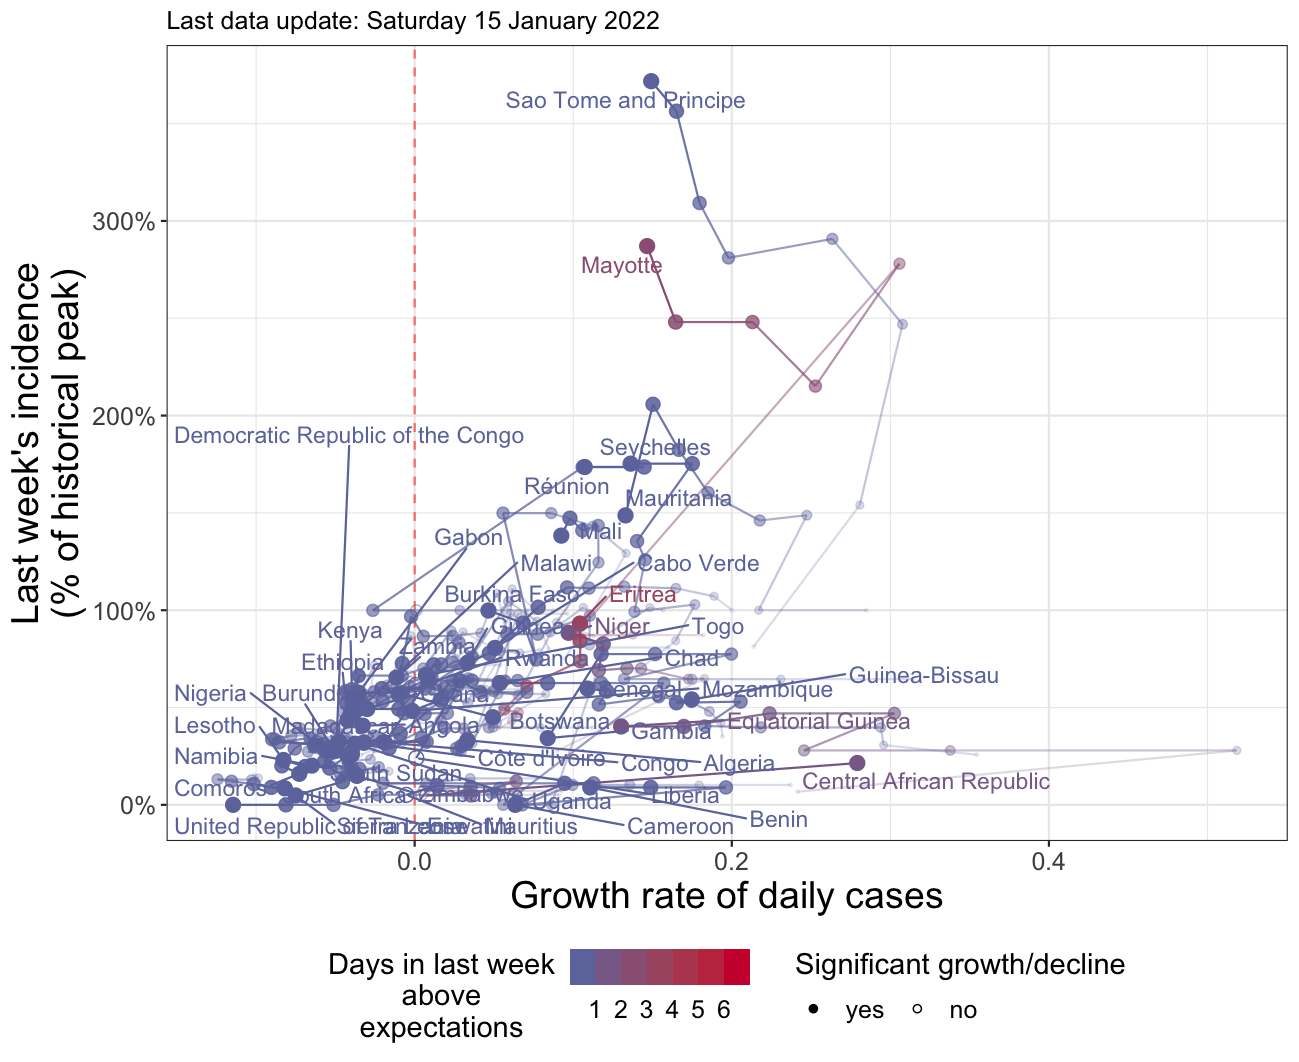 Last data update: Saturday 15 January 2022
Last week's incidence
(% of historical peak)
300%
200%
100%
0%
Sao Tome and Principe
Mayotte
Democratic Republic of the Congo
Seychelles
Réunion
Mauritania
Mali
Gabon
Malawi
Cabo Verde
Burkina Faso
Eritrea
Kenya
Guinea
Niger
Togo
Zambia
Ethiopia
Rwanda
Chad
Guinea-Bissau
Nigeria
Burundi
Senegal
Mozambique
Lesotho
Madagascar
Angola
Botswana
Gambia
Equatorial Guinea
Namibia
Côte d'Ivoire
Congo
Algeria
South Sudan
Central African Republic
Comoros
South Africa
Zimbabwe
Uganda
Liberia
Benin
United Republic of Tanzania
Sierra Leone
Eswatini
Mauritius
Cameroon
0.0
0.2
0.4
Growth rate of daily cases
Days in last week
above
expectations
1 2 3 4 5 6
Significant growth/decline
yes
no